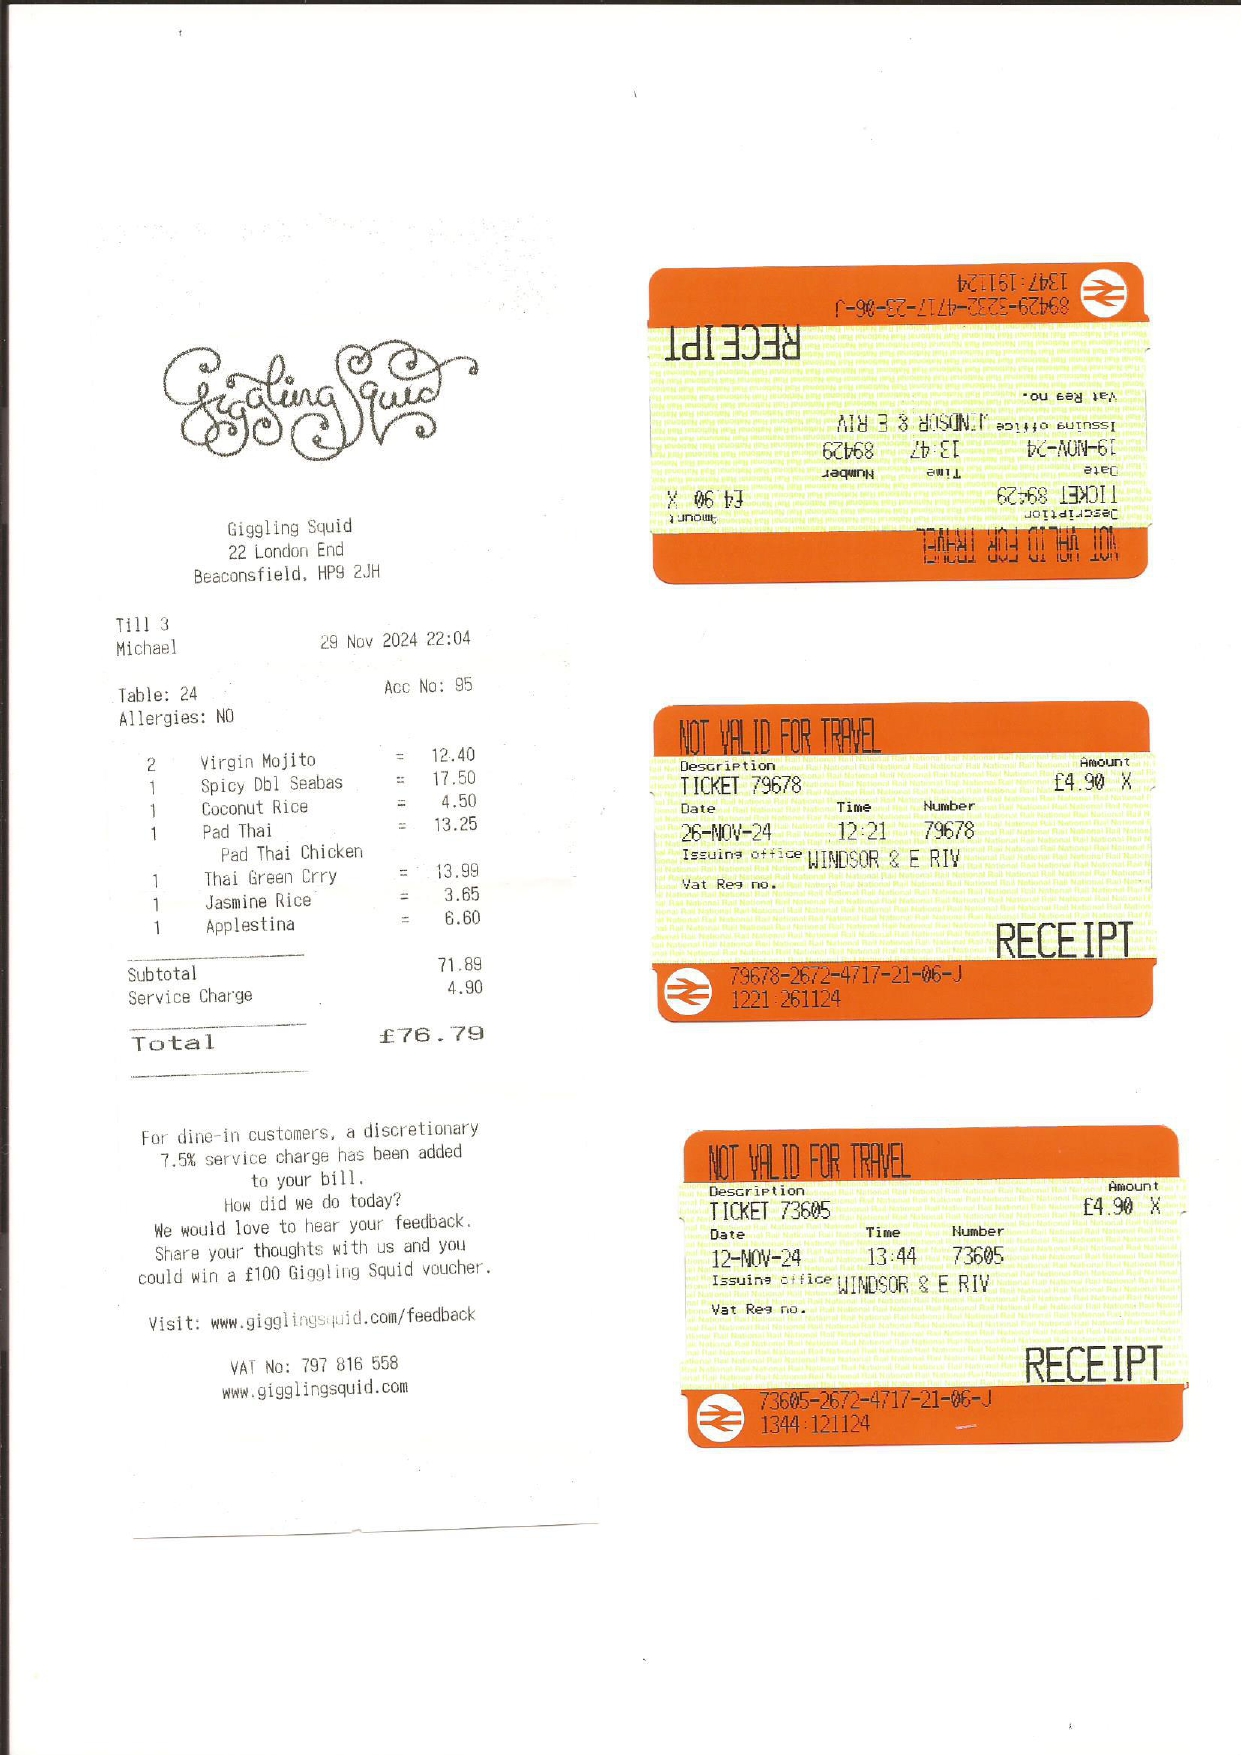 Giggling Squid
Giggling Squid
22 London End
Beaconsfield, HP9 2JH
Till 3
Michael 29 Nov 2024 22:04
Table: 24 Acc No: 95
Allergies: NO
2 Virgin Mojito = 12.40
1 Spicy Dbl Seabas = 17.50
1 Coconut Rice = 4.50
1 Pad Thai = 13.25
Pad Thai Chicken
1 Thai Green Crry = 13.99
1 Jasmine Rice = 3.65
1 Applestina = 6.60
Subtotal 71.89
Service Charge 4.90
Total £76.79
For dine-in customers, a discretionary
7.5% service charge has been added
to your bill.
How did we do today?
We would love to hear your feedback.
Share your thoughts with us and you
could win a £100 Giggling Squid voucher.
Visit: www.gigglingsquid.com/feedback
VAT No: 797 816 558
www.gigglingsquid.com
NOT VALID FOR TRAVEL
Description Amount
TICKET 89429 £4.90 X
Date Time Number
19-NOV-24 13:47 89429
Issuing office WINDSOR & E RIV
Vat Reg no.
RECEIPT
89429-3232-4717-23-06-J
1347:191124
NOT VALID FOR TRAVEL
Description Amount
TICKET 79678 £4.90 X
Date Time Number
26-NOV-24 12:21 79678
Issuing office WINDSOR & E RIV
Vat Reg no.
RECEIPT
79678-2672-4717-21-06-J
1221 261124
NOT VALID FOR TRAVEL
Description Amount
TICKET 73605 £4.90 X
Date Time Number
12-NOV-24 13:44 73605
Issuing office WINDSOR & E RIV
Vat Reg no.
RECEIPT
73605-2672-4717-21-06-J
1344:121124